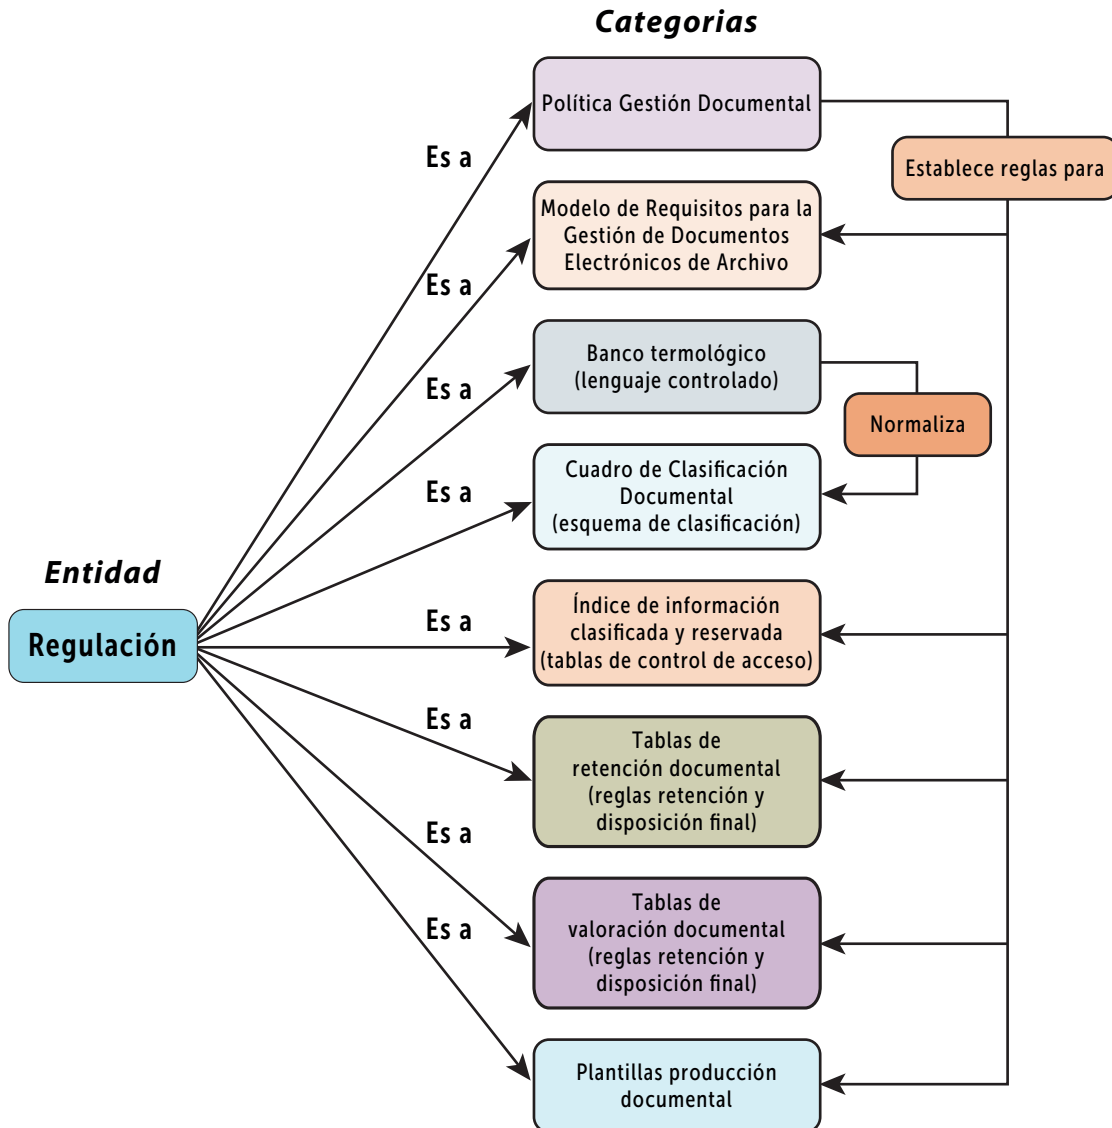 Categorias
Política Gestión Documental
Es a
Establece reglas para
Modelo de Requisitos para la
Gestión de Documentos
Electrónicos de Archivo
Es a
Banco termológico
(lenguaje controlado)
Es a
Normaliza
Cuadro de Clasificación
Documental
(esquema de clasificación)
Es a
Entidad
Regulación
Índice de información
clasificada y reservada
(tablas de control de acceso)
Es a
Tablas de
retención documental
(reglas retención y
disposición final)
Es a
Tablas de
valoración documental
(reglas retención y
disposición final)
Es a
Es a
Plantillas producción
documental